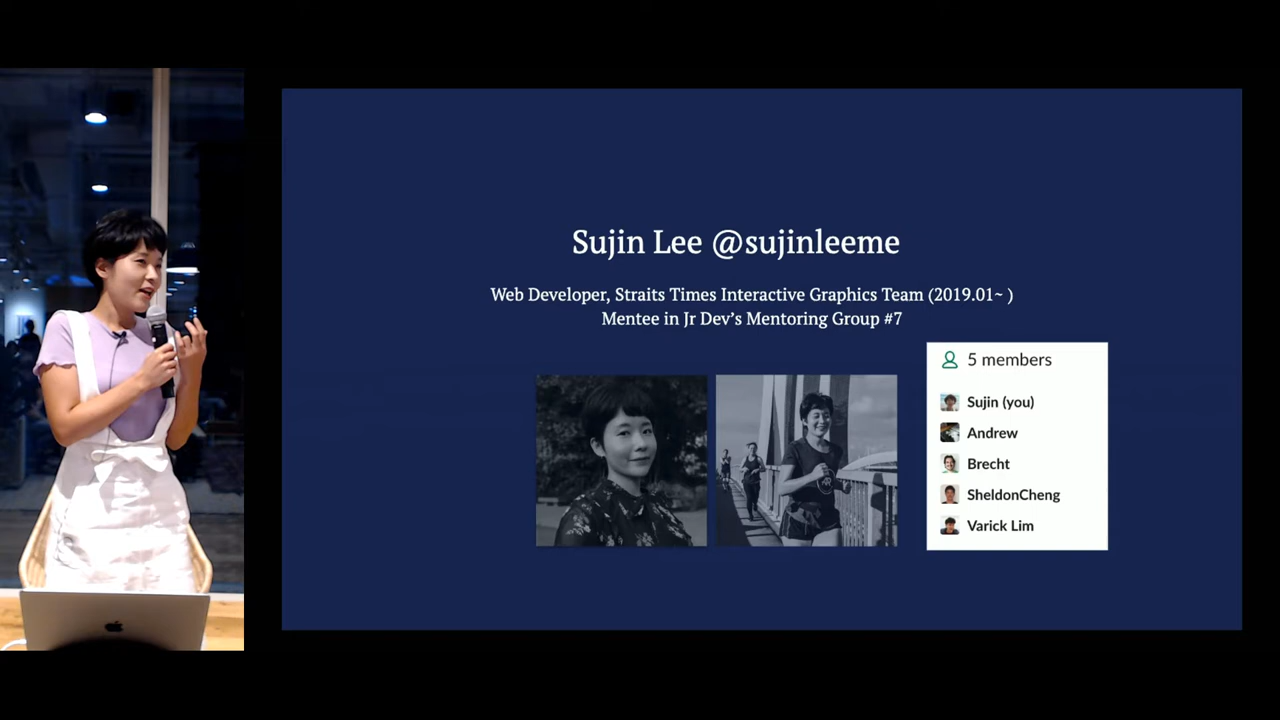 Sujin Lee @sujinleeme
Web Developer, Straits Times Interactive Graphics Team (2019.01~ )
Mentee in Jr Dev's Mentoring Group #7
5 members
Sujin (you)
Andrew
Brecht
SheldonCheng
Varick Lim